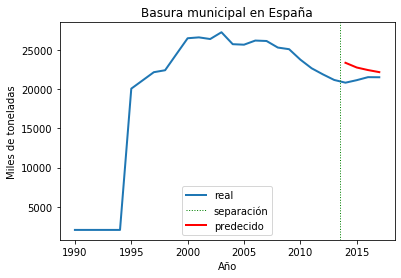 Basura municipal en España
Miles de toneladas
25000
20000
15000
10000
5000
real
separación
predecido
1990 1995 2000 2005 2010 2015
Año